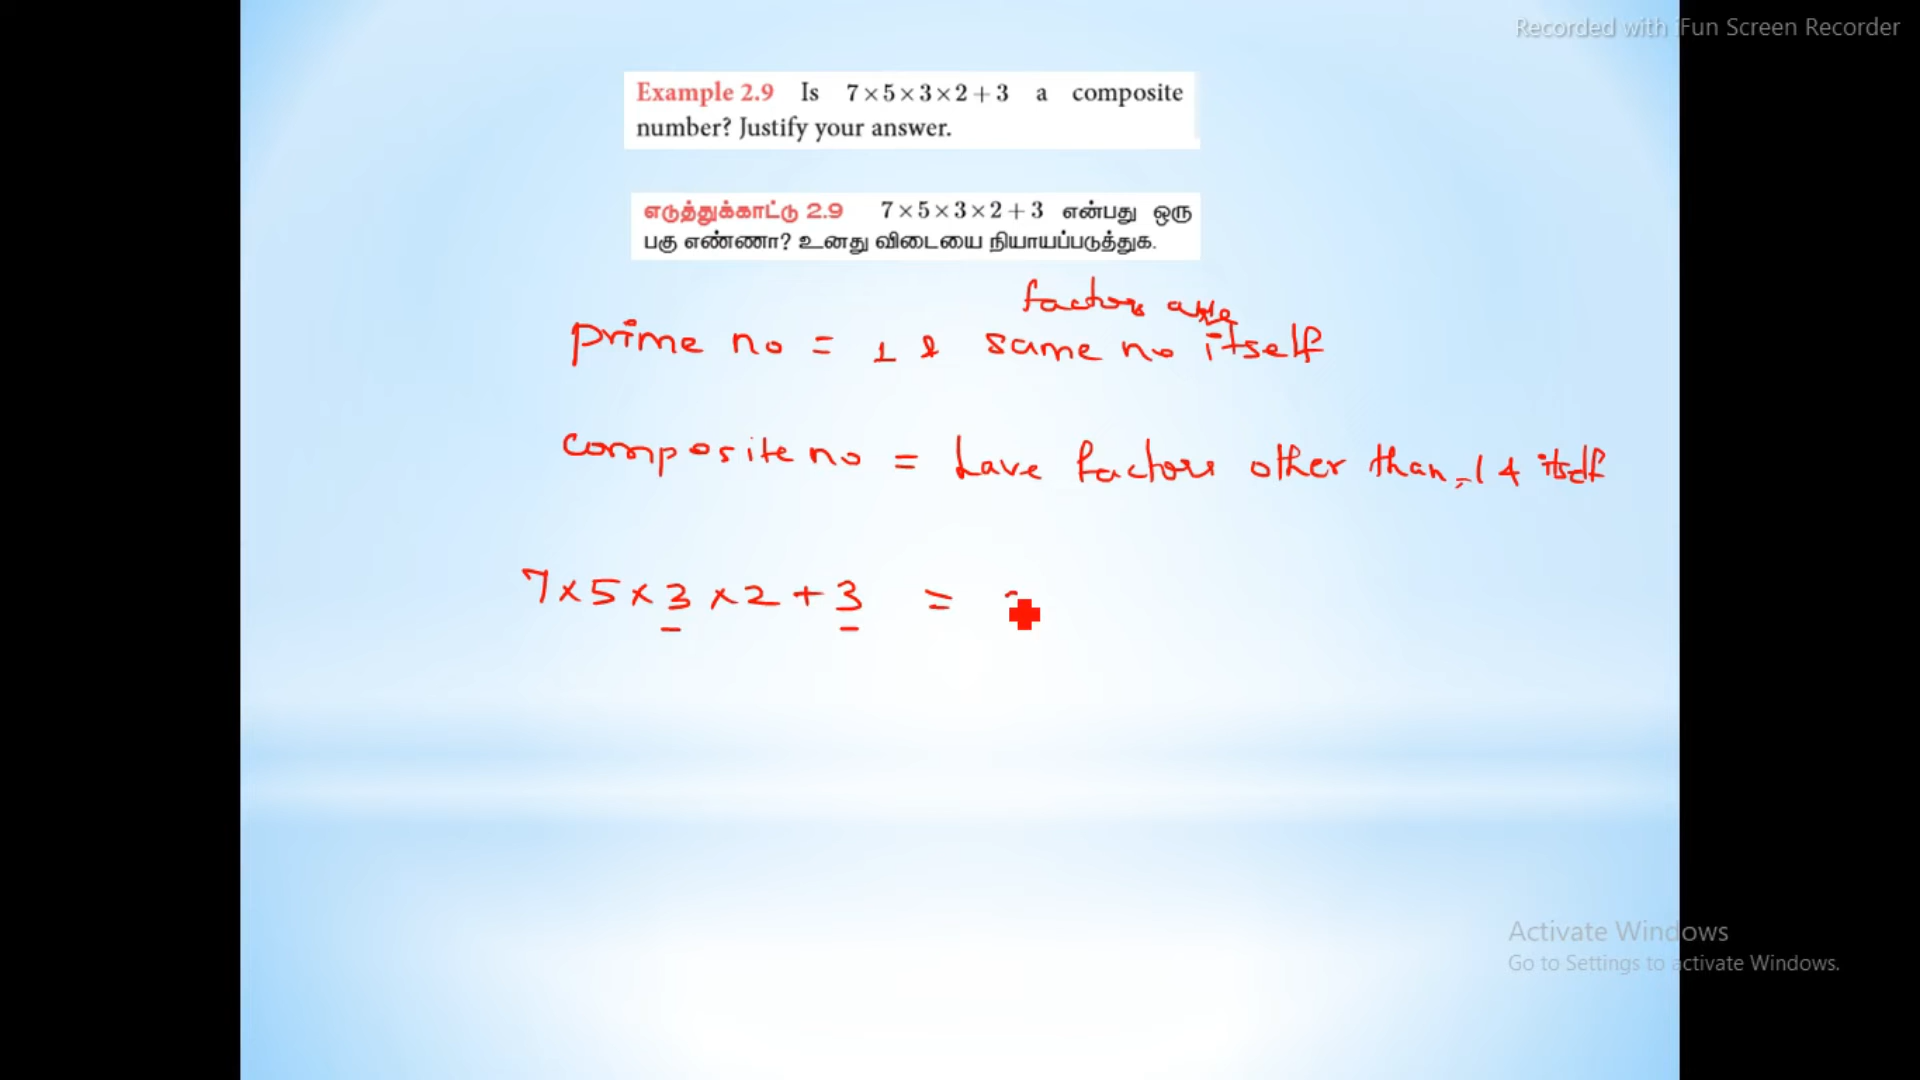 Recorded with iFun Screen Recorder
Example 2.9 Is 7×5×3×2+3 a composite
number? Justify your answer.
எடுத்துக்காட்டு 2.9 7×5×3×2+3 என்பது ஒரு
பகு எண்ணா? உனது விடையை நியாயப்படுத்துக.
factors are
prime no = 1 & same no itself
composite no = have factors other than 1 & itself
7×5×3×2+3 =
Activate Windows
Go to Settings to activate Windows.